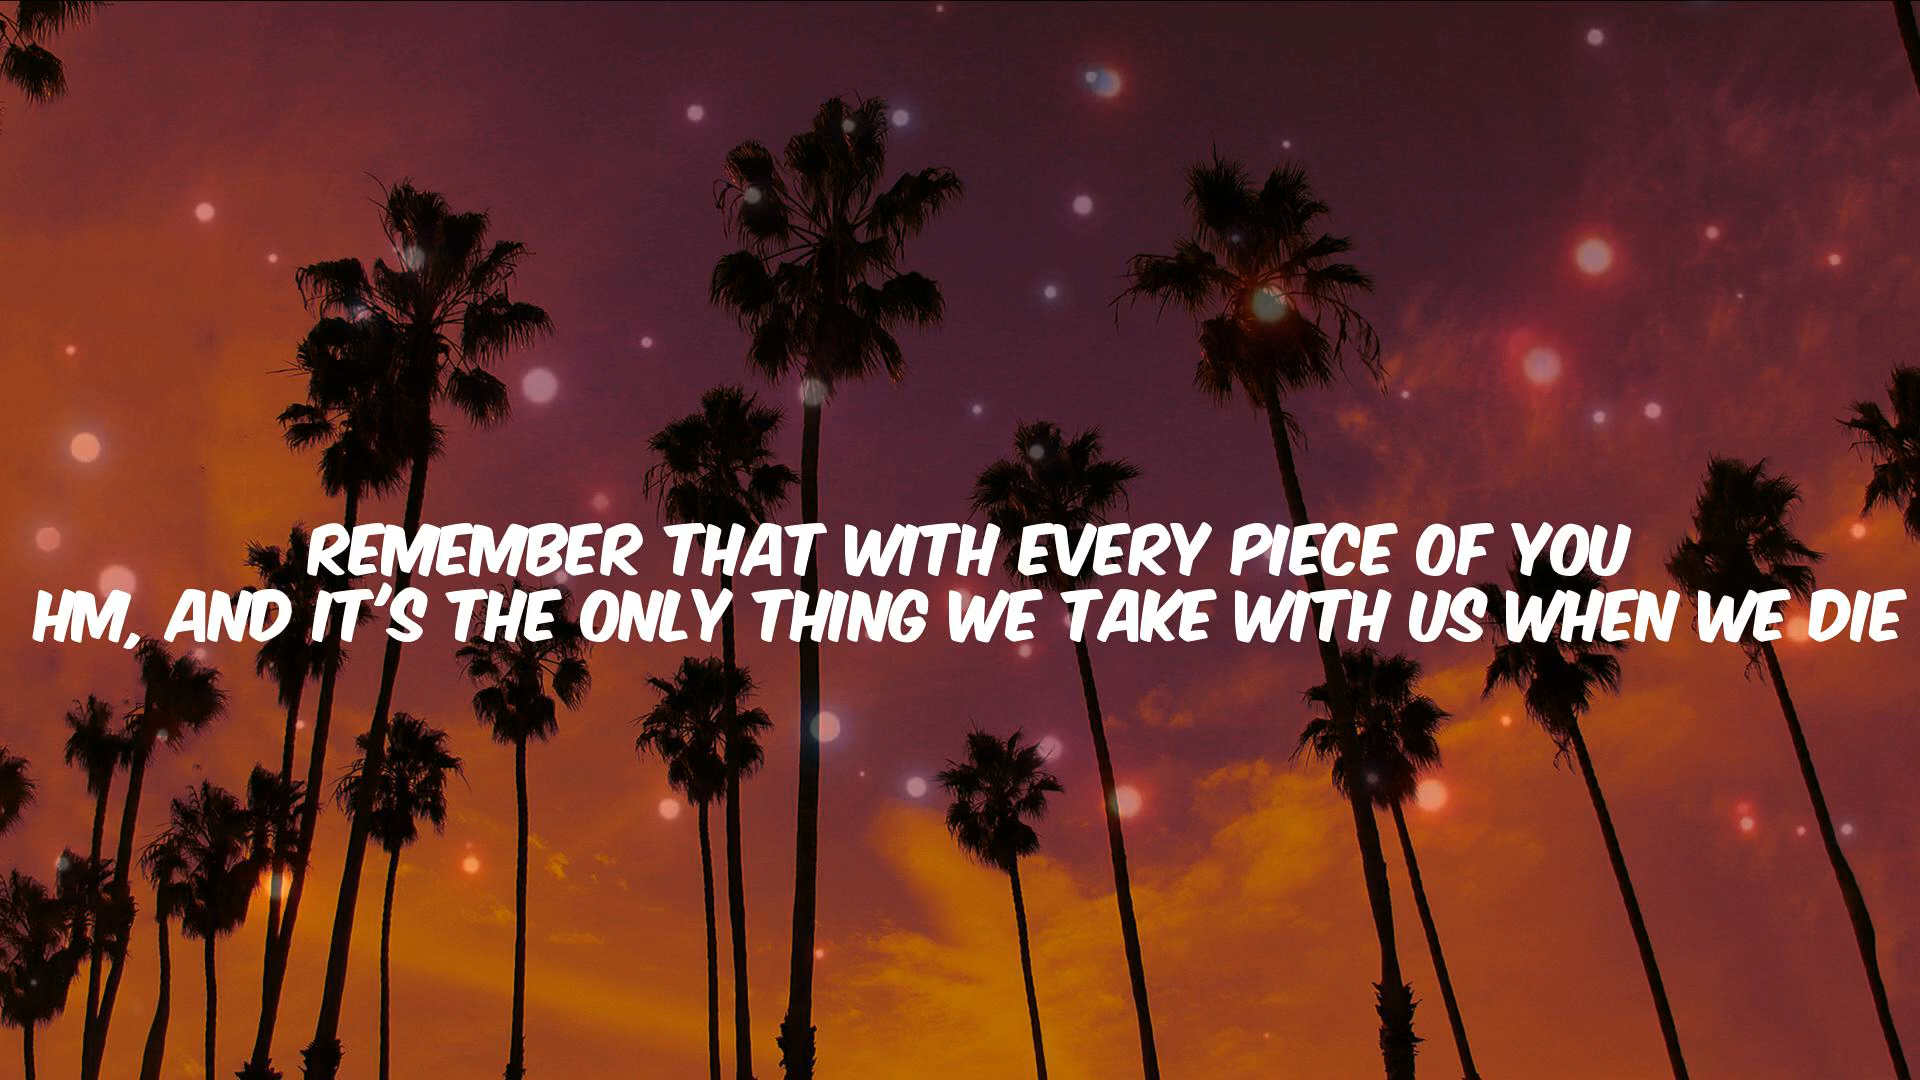 REMEMBER THAT WITH EVERY PIECE OF YOU
HM, AND IT'S THE ONLY THING WE TAKE WITH US WHEN WE DIE